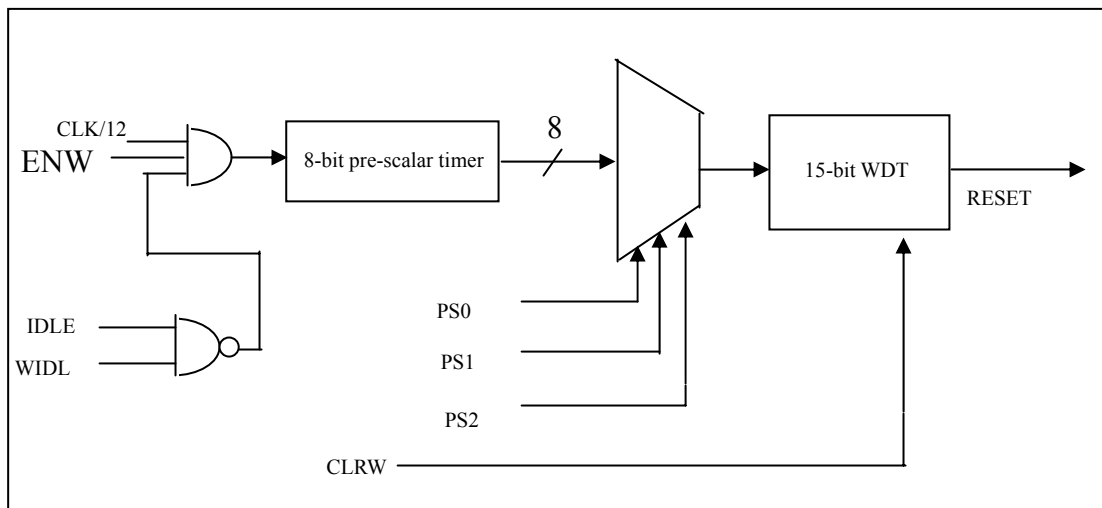 CLK/12
ENW
8-bit pre-scalar timer
8
15-bit WDT
RESET
IDLE
WIDL
PS0
PS1
PS2
CLRW